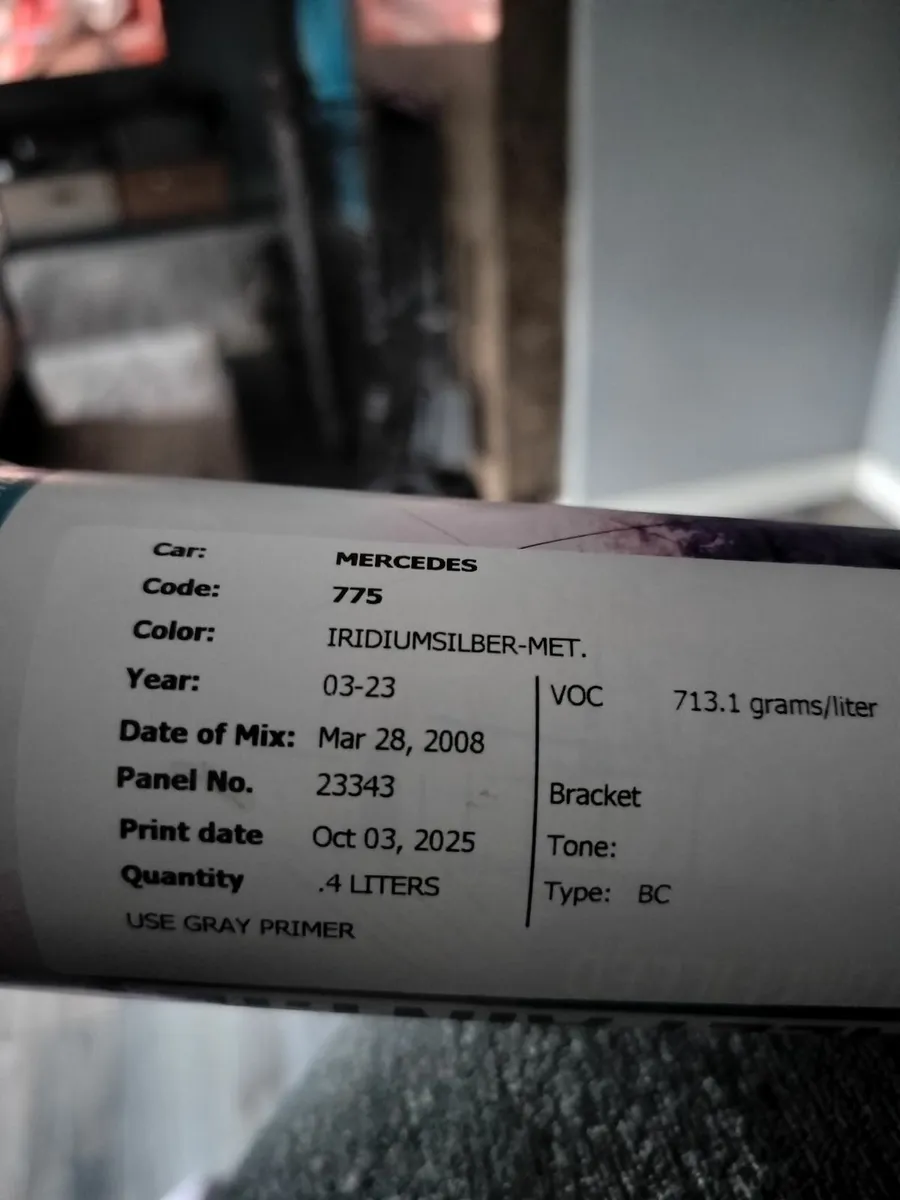 Car: MERCEDES
Code: 775
Color: IRIDIUMSILBER-MET.
Year: 03-23
Date of Mix: Mar 28, 2008
Panel No. 23343
Print date Oct 03, 2025
Quantity .4 LITERS
USE GRAY PRIMER
VOC 713.1 grams/liter
Bracket
Tone:
Type: BC